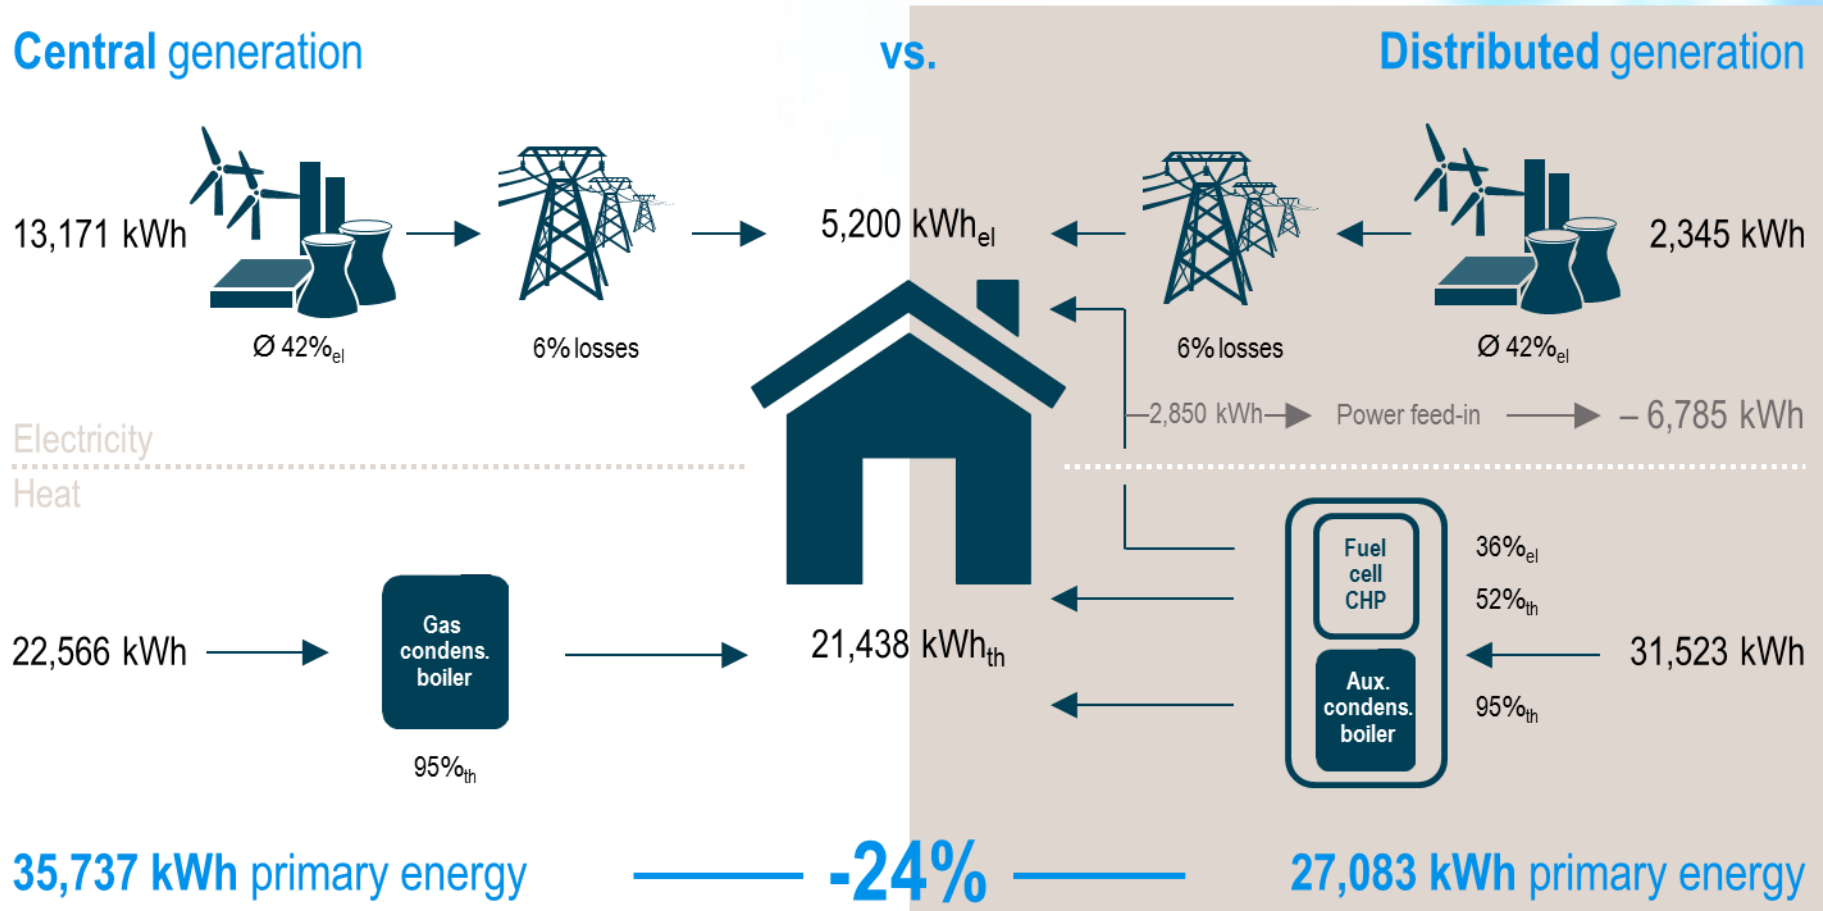 Central generation
vs.
Distributed generation
13,171 kWh
5,200 kWhel
2,345 kWh
Ø 42%el
6% losses
6% losses
Ø 42%el
2,850 kWh
Power feed-in
– 6,785 kWh
Electricity
Heat
Fuel
cell
CHP
36%el
52%th
22,566 kWh
Gas
condens.
boiler
21,438 kWhth
31,523 kWh
Aux.
condens.
boiler
95%th
95%th
35,737 kWh primary energy
-24%
27,083 kWh primary energy